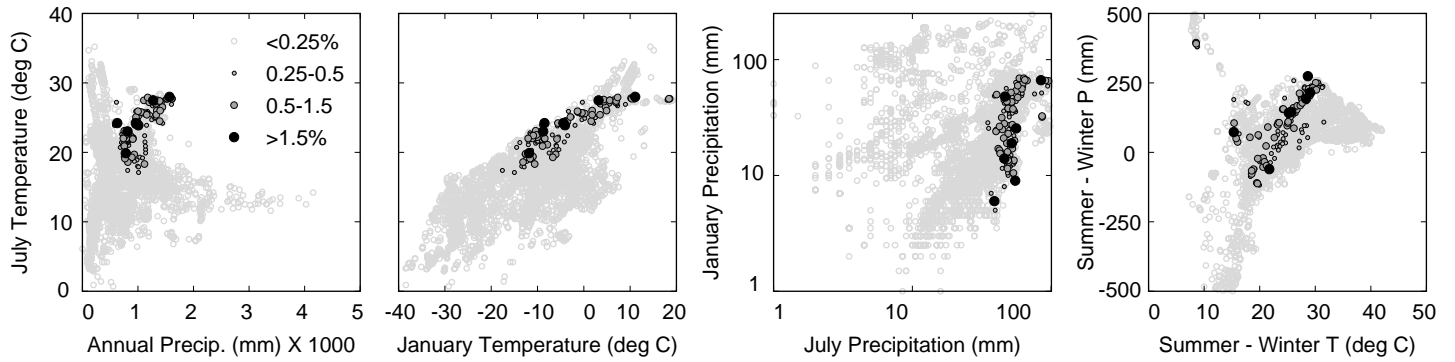 July Temperature (deg C)
40
30
20
10
0
0 1 2 3 4 5
Annual Precip. (mm) X 1000
<0.25%
0.25-0.5
0.5-1.5
>1.5%
-40 -30 -20 -10 0 10 20
January Temperature (deg C)
January Precipitation (mm)
100
10
1
1 10 100
July Precipitation (mm)
Summer - Winter P (mm)
500
250
0
-250
-500
0 10 20 30 40 50
Summer - Winter T (deg C)